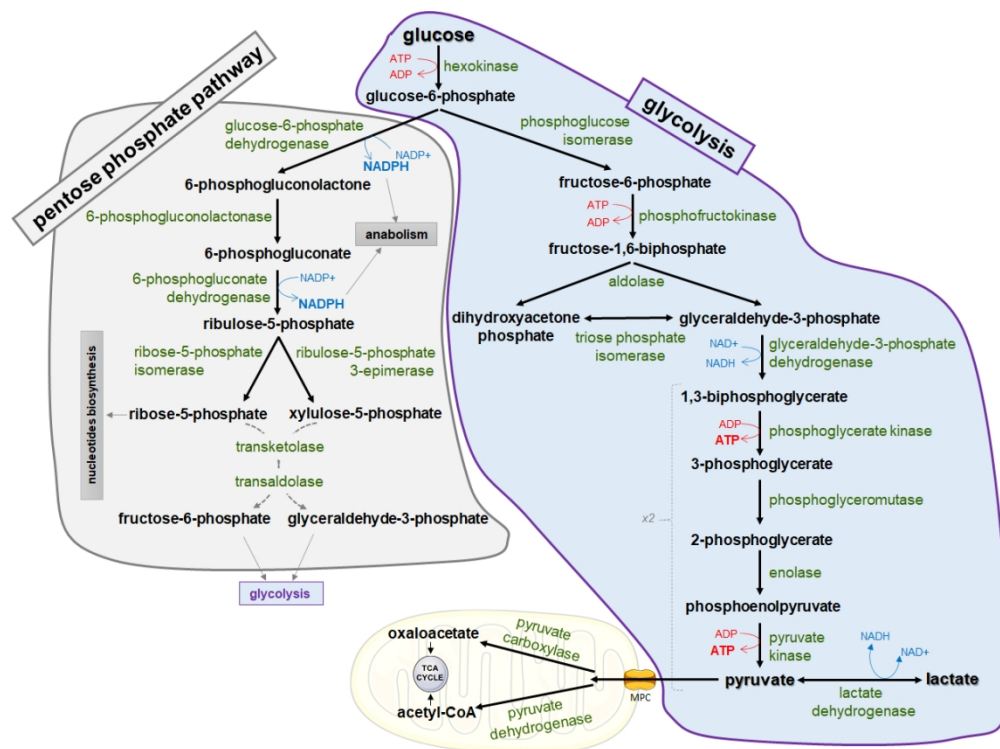 glucose
ATP
ADP
hexokinase
glucose-6-phosphate
pentose phosphate pathway
glycolysis
glucose-6-phosphate
dehydrogenase
NADP+
NADPH
phosphoglucose
isomerase
6-phosphogluconolactone
fructose-6-phosphate
6-phosphogluconolactonase
anabolism
ATP
ADP
phosphofructokinase
6-phosphogluconate
fructose-1,6-biphosphate
6-phosphogluconate
dehydrogenase
NADP+
NADPH
aldolase
ribulose-5-phosphate
dihydroxyacetone
phosphate
glyceraldehyde-3-phosphate
triose phosphate
isomerase
NAD+
NADH
glyceraldehyde-3-phosphate
dehydrogenase
ribose-5-phosphate
isomerase
ribulose-5-phosphate
3-epimerase
nucleotides biosynthesis
ribose-5-phosphate
xylulose-5-phosphate
1,3-biphosphoglycerate
ADP
ATP
phosphoglycerate kinase
transketolase
transaldolase
3-phosphoglycerate
phosphoglyceromutase
fructose-6-phosphate
glyceraldehyde-3-phosphate
x2
2-phosphoglycerate
enolase
glycolysis
phosphoenolpyruvate
ADP
ATP
pyruvate
kinase
oxaloacetate
pyruvate
carboxylase
TCA
CYCLE
acetyl-CoA
pyruvate
dehydrogenase
MPC
pyruvate
NADH
NAD+
lactate
lactate
dehydrogenase